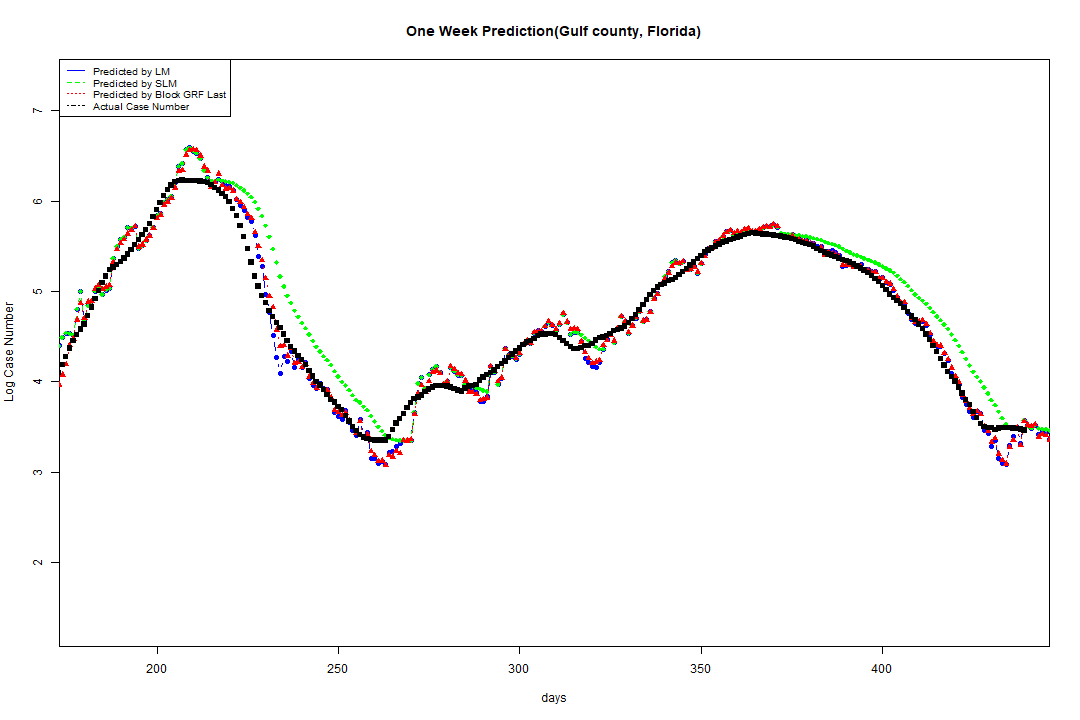 One Week Prediction(Gulf county, Florida)
Predicted by LM
Predicted by SLM
Predicted by Block GRF Last
Actual Case Number
7
6
5
4
3
2
Log Case Number
200 250 300 350 400
days